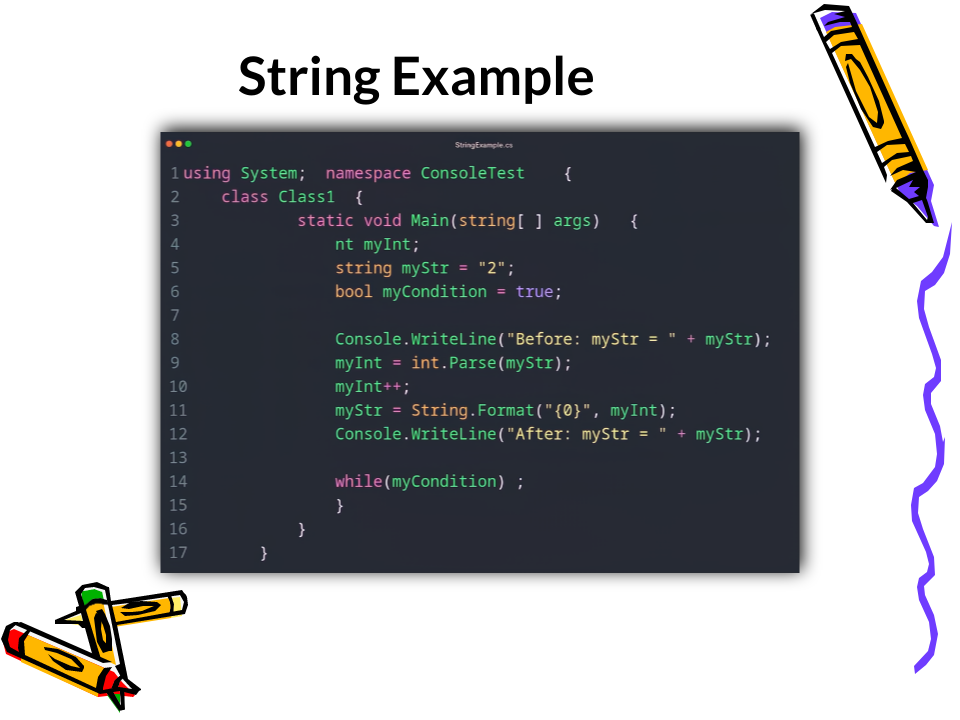 String Example
StringExample.cs
1 using System;  namespace ConsoleTest    {
2     class Class1  {
3             static void Main(string[ ] args)   {
4                 nt myInt;
5                 string myStr = "2";
6                 bool myCondition = true;
7
8                 Console.WriteLine("Before: myStr = " + myStr);
9                 myInt = int.Parse(myStr);
10                myInt++;
11                myStr = String.Format("{0}", myInt);
12                Console.WriteLine("After: myStr = " + myStr);
13
14                while(myCondition) ;
15                }
16            }
17        }